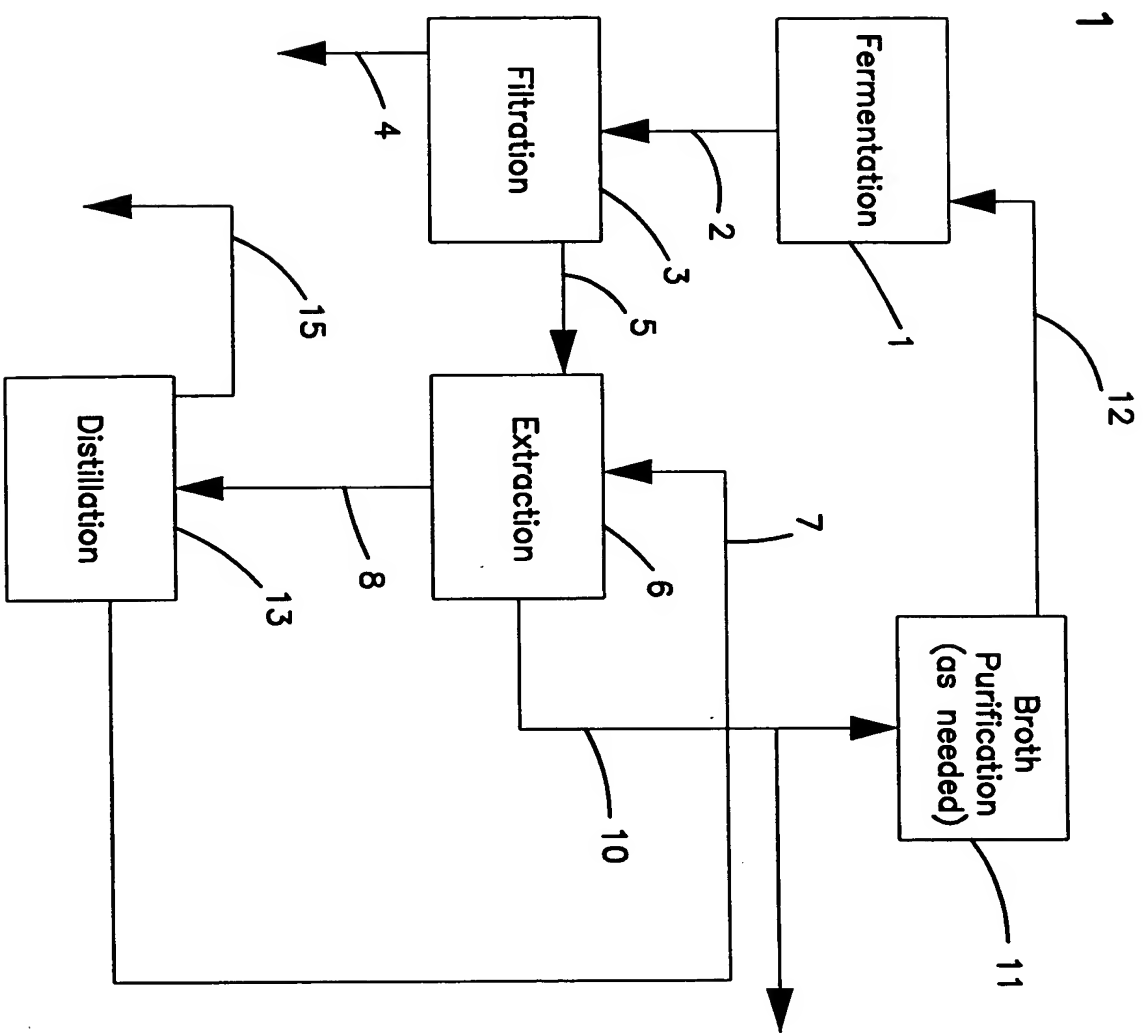 1
Fermentation
1
2
Filtration
3
4
5
Extraction
6
7
8
Distillation
13
15
10
Broth
Purification
(as needed)
11
12